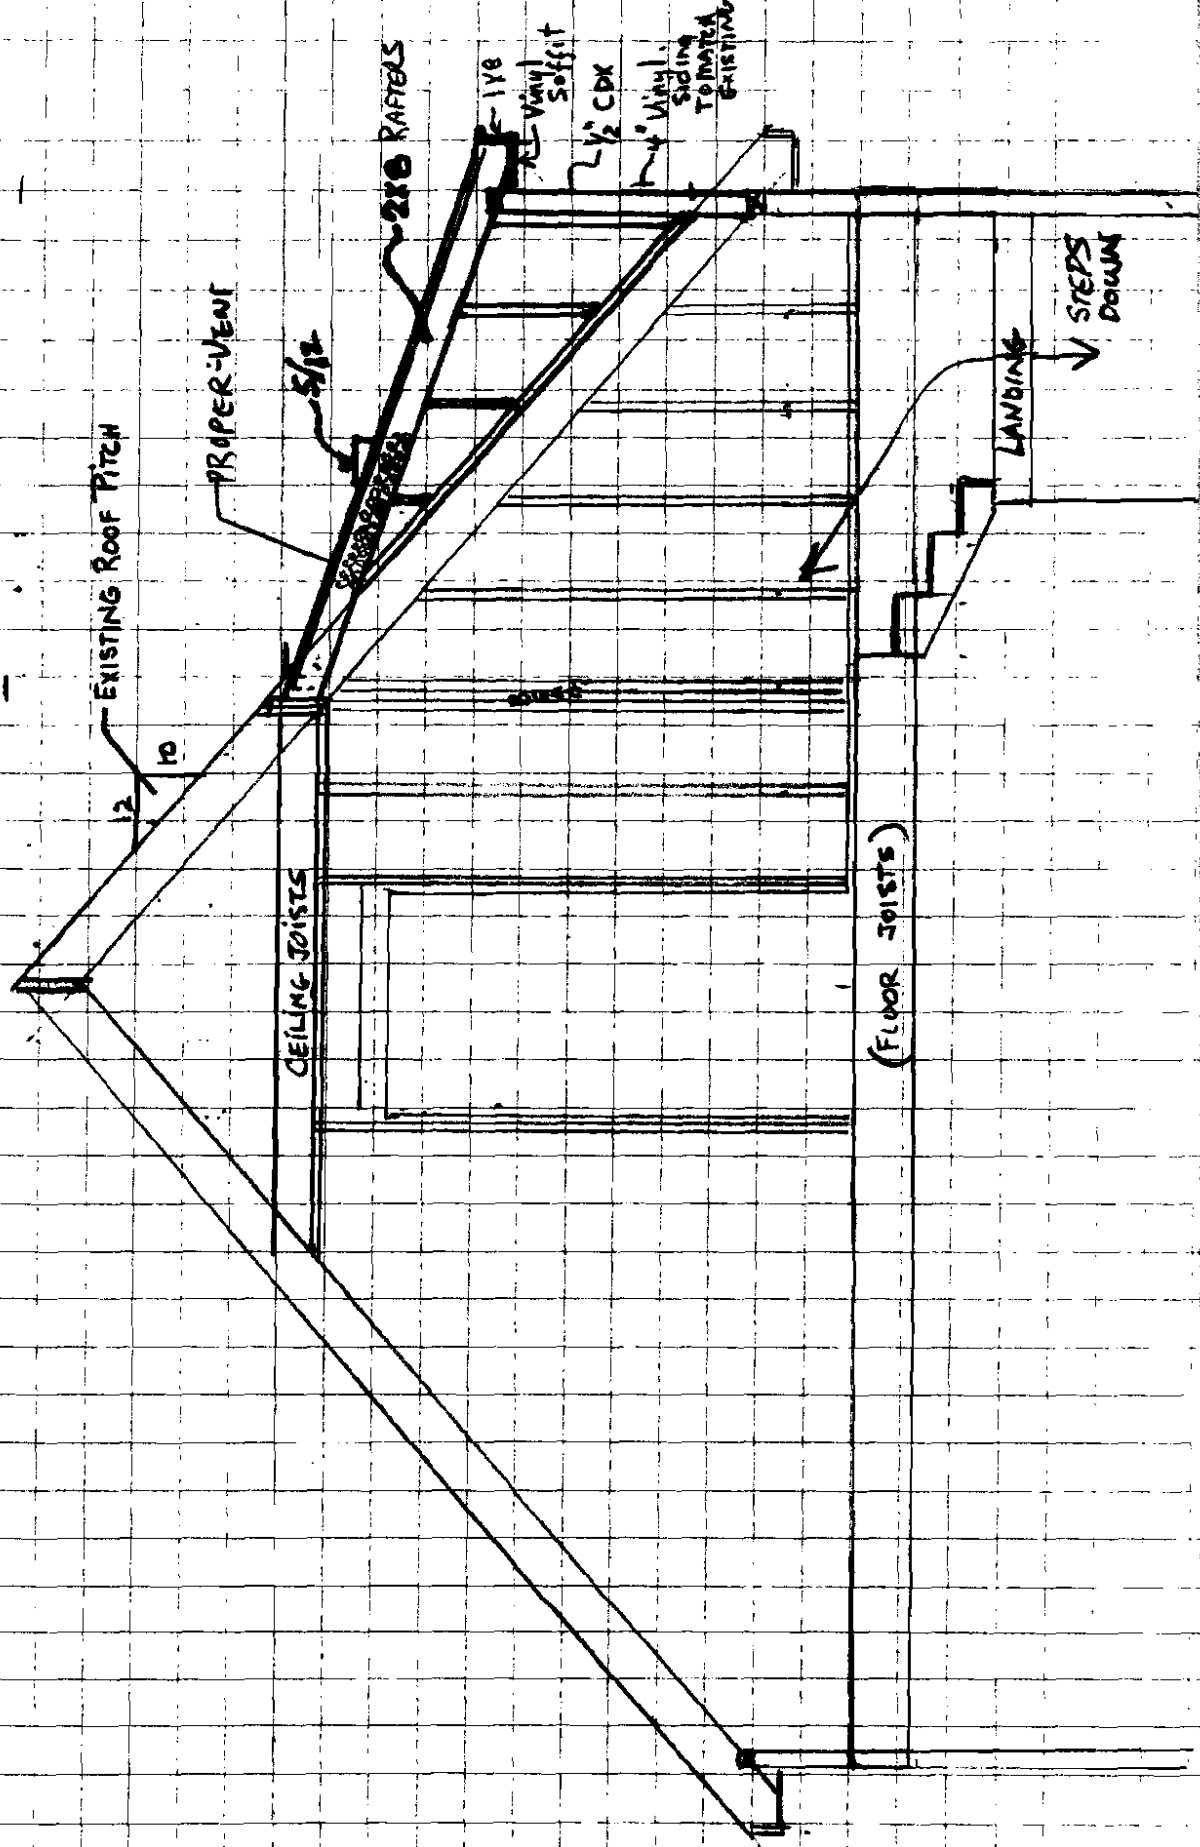 EXISTING ROOF PITCH
12
10
PROPER-VENT
5/12
2X8 RAFTERS
1X8
Vinyl
Soffit
1/2" CDX
4" Vinyl
Siding
TO MATCH
EXISTING
CEILING JOISTS
(FLOOR JOISTS)
LANDING
STEPS
DOWN